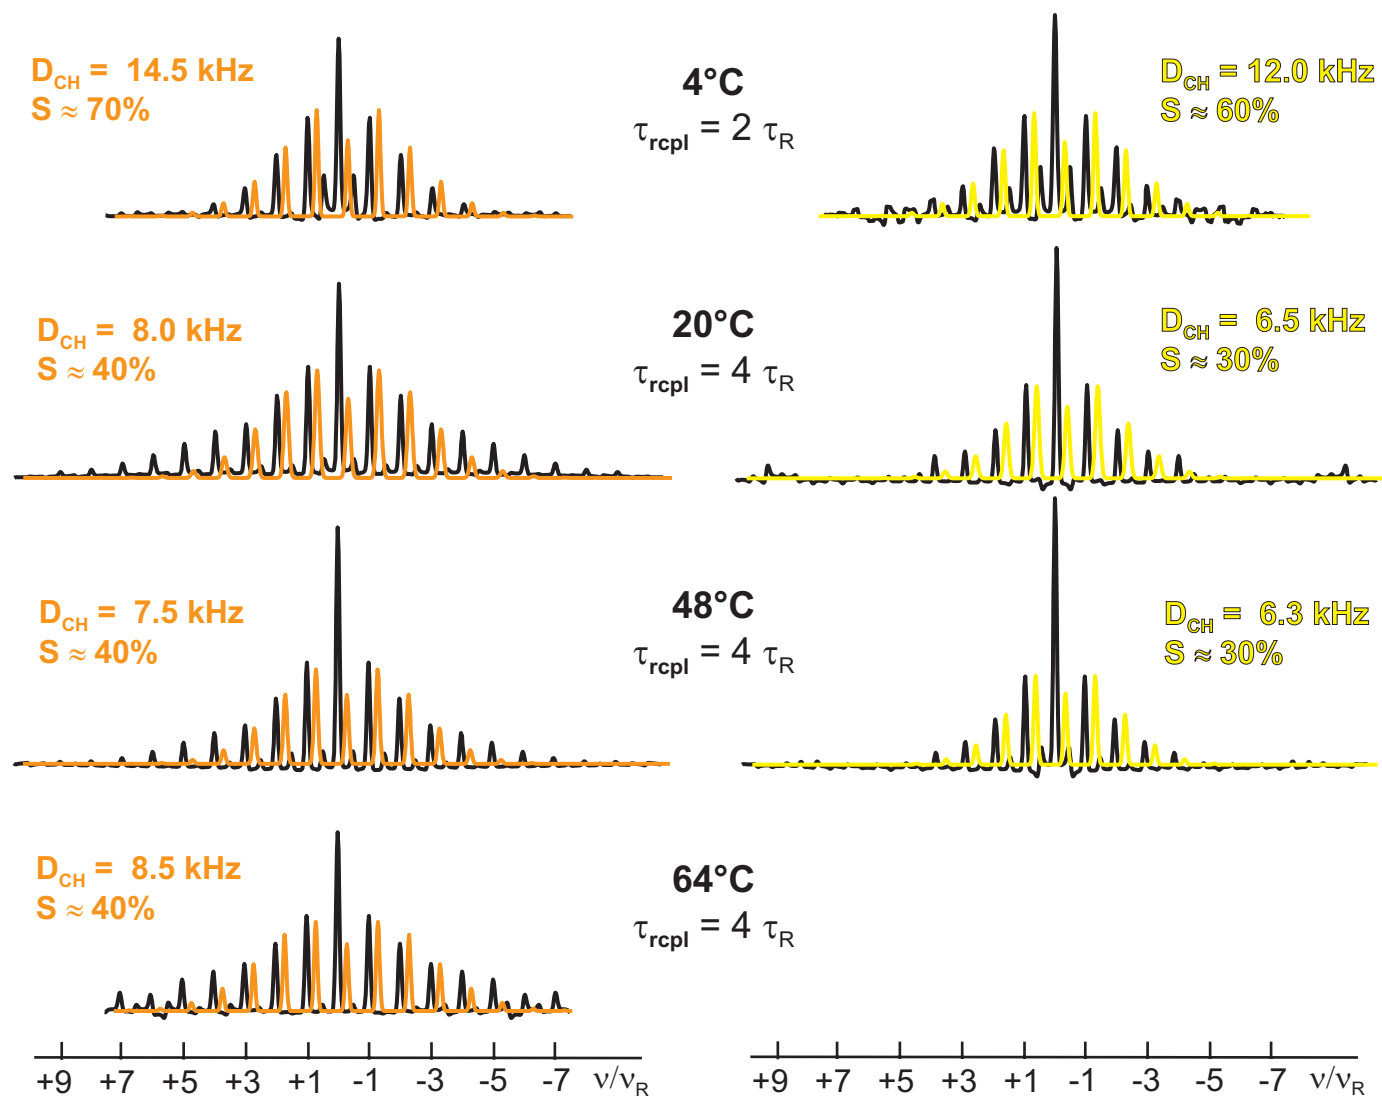 D_CH = 14.5 kHz
S ≈ 70%
4°C
τ_rcpl = 2 τ_R
D_CH = 12.0 kHz
S ≈ 60%
D_CH = 8.0 kHz
S ≈ 40%
20°C
τ_rcpl = 4 τ_R
D_CH = 6.5 kHz
S ≈ 30%
D_CH = 7.5 kHz
S ≈ 40%
48°C
τ_rcpl = 4 τ_R
D_CH = 6.3 kHz
S ≈ 30%
D_CH = 8.5 kHz
S ≈ 40%
64°C
τ_rcpl = 4 τ_R
+9 +7 +5 +3 +1 -1 -3 -5 -7 ν/ν_R
+9 +7 +5 +3 +1 -1 -3 -5 -7 ν/ν_R